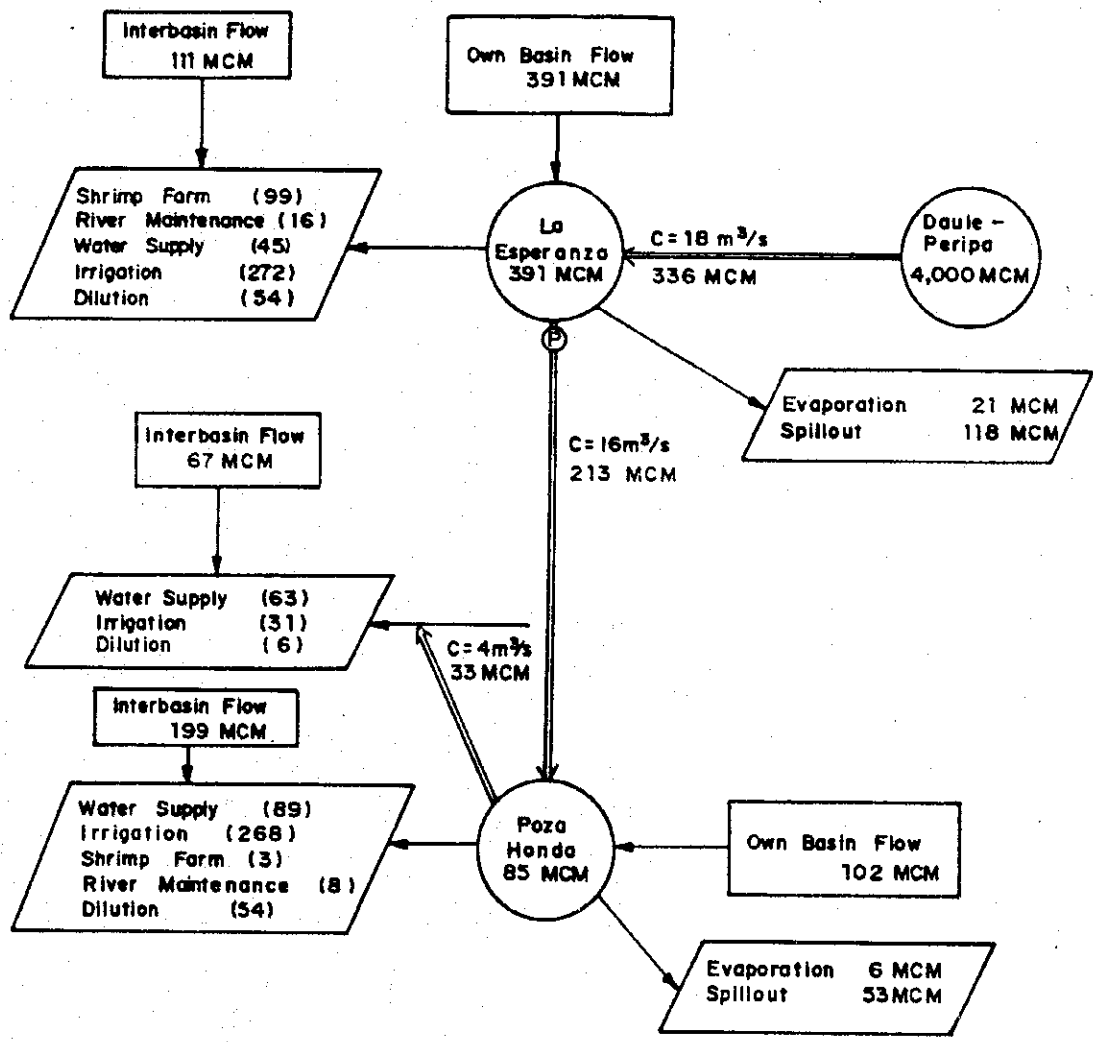 Interbasin Flow
111 MCM
Own Basin Flow
391 MCM
Shrimp Farm (99)
River Maintenance (16)
Water Supply (45)
Irrigation (272)
Dilution (54)
La
Esperanza
391 MCM
C=18 m³/s
336 MCM
Daule-
Peripa
4,000 MCM
P
Evaporation 21 MCM
Spillout 118 MCM
Interbasin Flow
67 MCM
C=16m³/s
213 MCM
Water Supply (63)
Irrigation (31)
Dilution (6)
C=4m³/s
33 MCM
Interbasin Flow
199 MCM
Water Supply (89)
Irrigation (268)
Shrimp Farm (3)
River Maintenance (8)
Dilution (54)
Poza
Honda
85 MCM
Own Basin Flow
102 MCM
Evaporation 6 MCM
Spillout 53 MCM